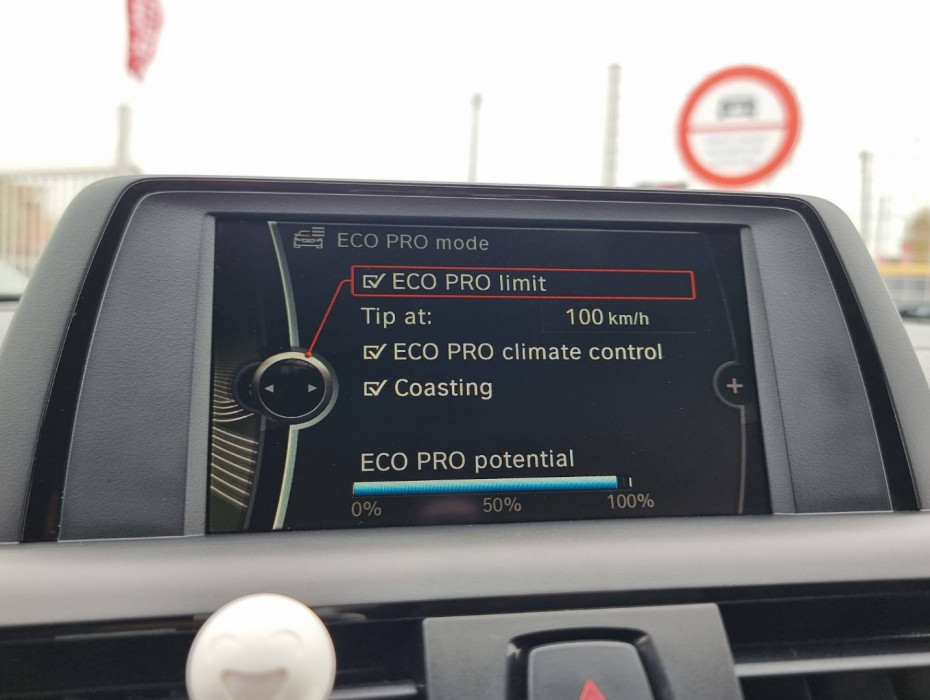 ECO PRO mode
ECO PRO limit
Tip at: 100 km/h
ECO PRO climate control
Coasting
ECO PRO potential
0% 50% 100%